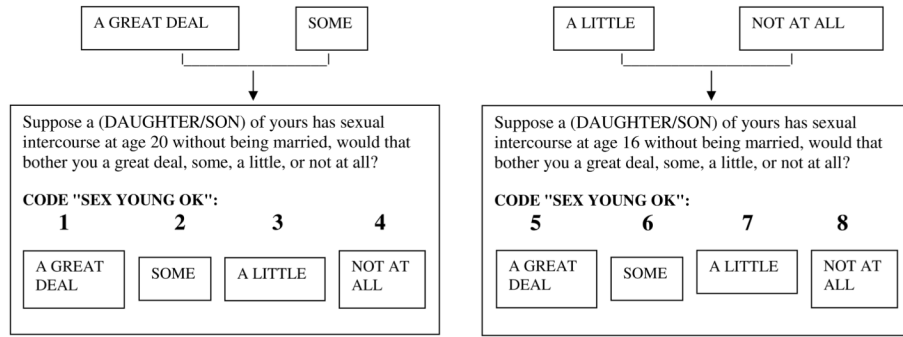 A GREAT DEAL
SOME
Suppose a (DAUGHTER/SON) of yours has sexual
intercourse at age 20 without being married, would that
bother you a great deal, some, a little, or not at all?
CODE "SEX YOUNG OK":
1 2 3 4
A GREAT
DEAL
SOME
A LITTLE
NOT AT
ALL
A LITTLE
NOT AT ALL
Suppose a (DAUGHTER/SON) of yours has sexual
intercourse at age 16 without being married, would that
bother you a great deal, some, a little, or not at all?
CODE "SEX YOUNG OK":
5 6 7 8
A GREAT
DEAL
SOME
A LITTLE
NOT AT
ALL